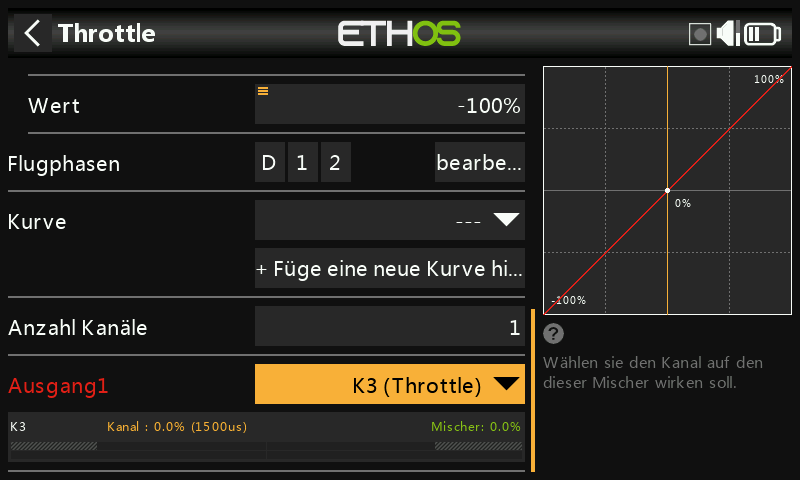 Throttle
ETHOS
Wert
-100%
Flugphasen
D 1 2
bearbe...
Kurve
---
+ Füge eine neue Kurve hi...
Anzahl Kanäle
1
Ausgang1
K3 (Throttle)
K3
Kanal : 0.0% (1500us)
Mischer: 0.0%
100%
0%
-100%
?
Wählen sie den Kanal auf den
dieser Mischer wirken soll.